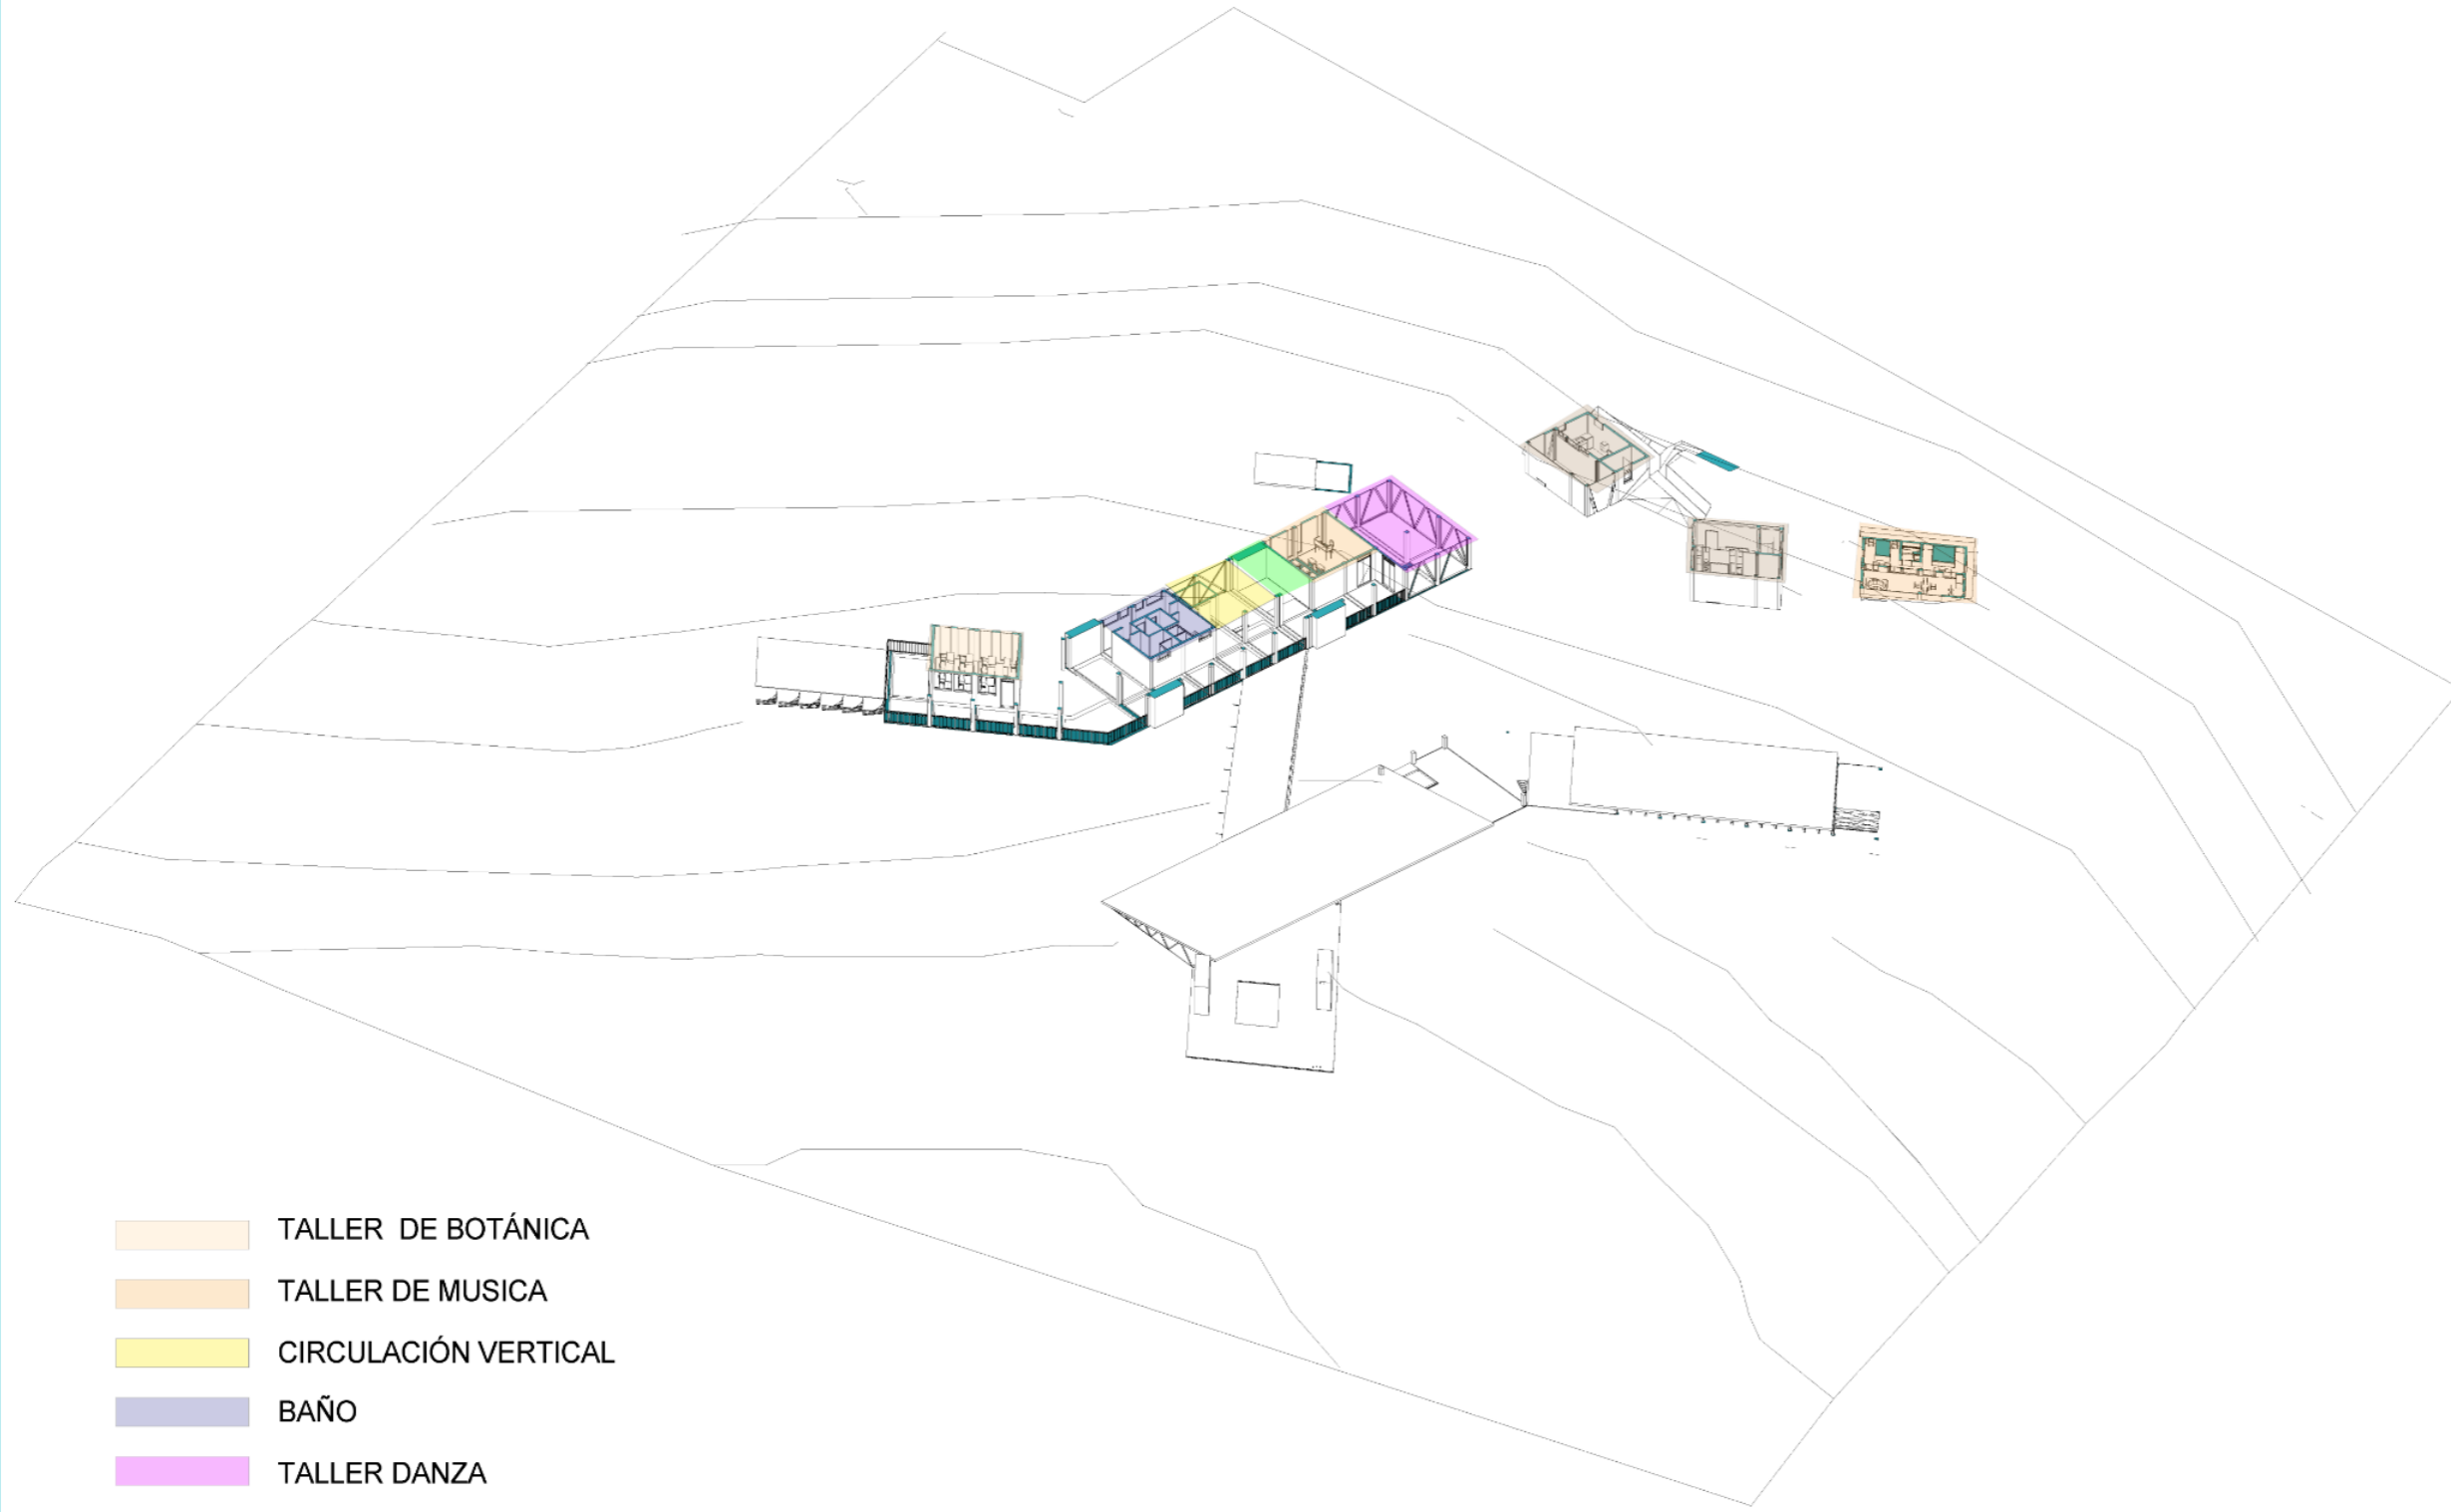 TALLER DE BOTÁNICA
TALLER DE MUSICA
CIRCULACIÓN VERTICAL
BAÑO
TALLER DANZA